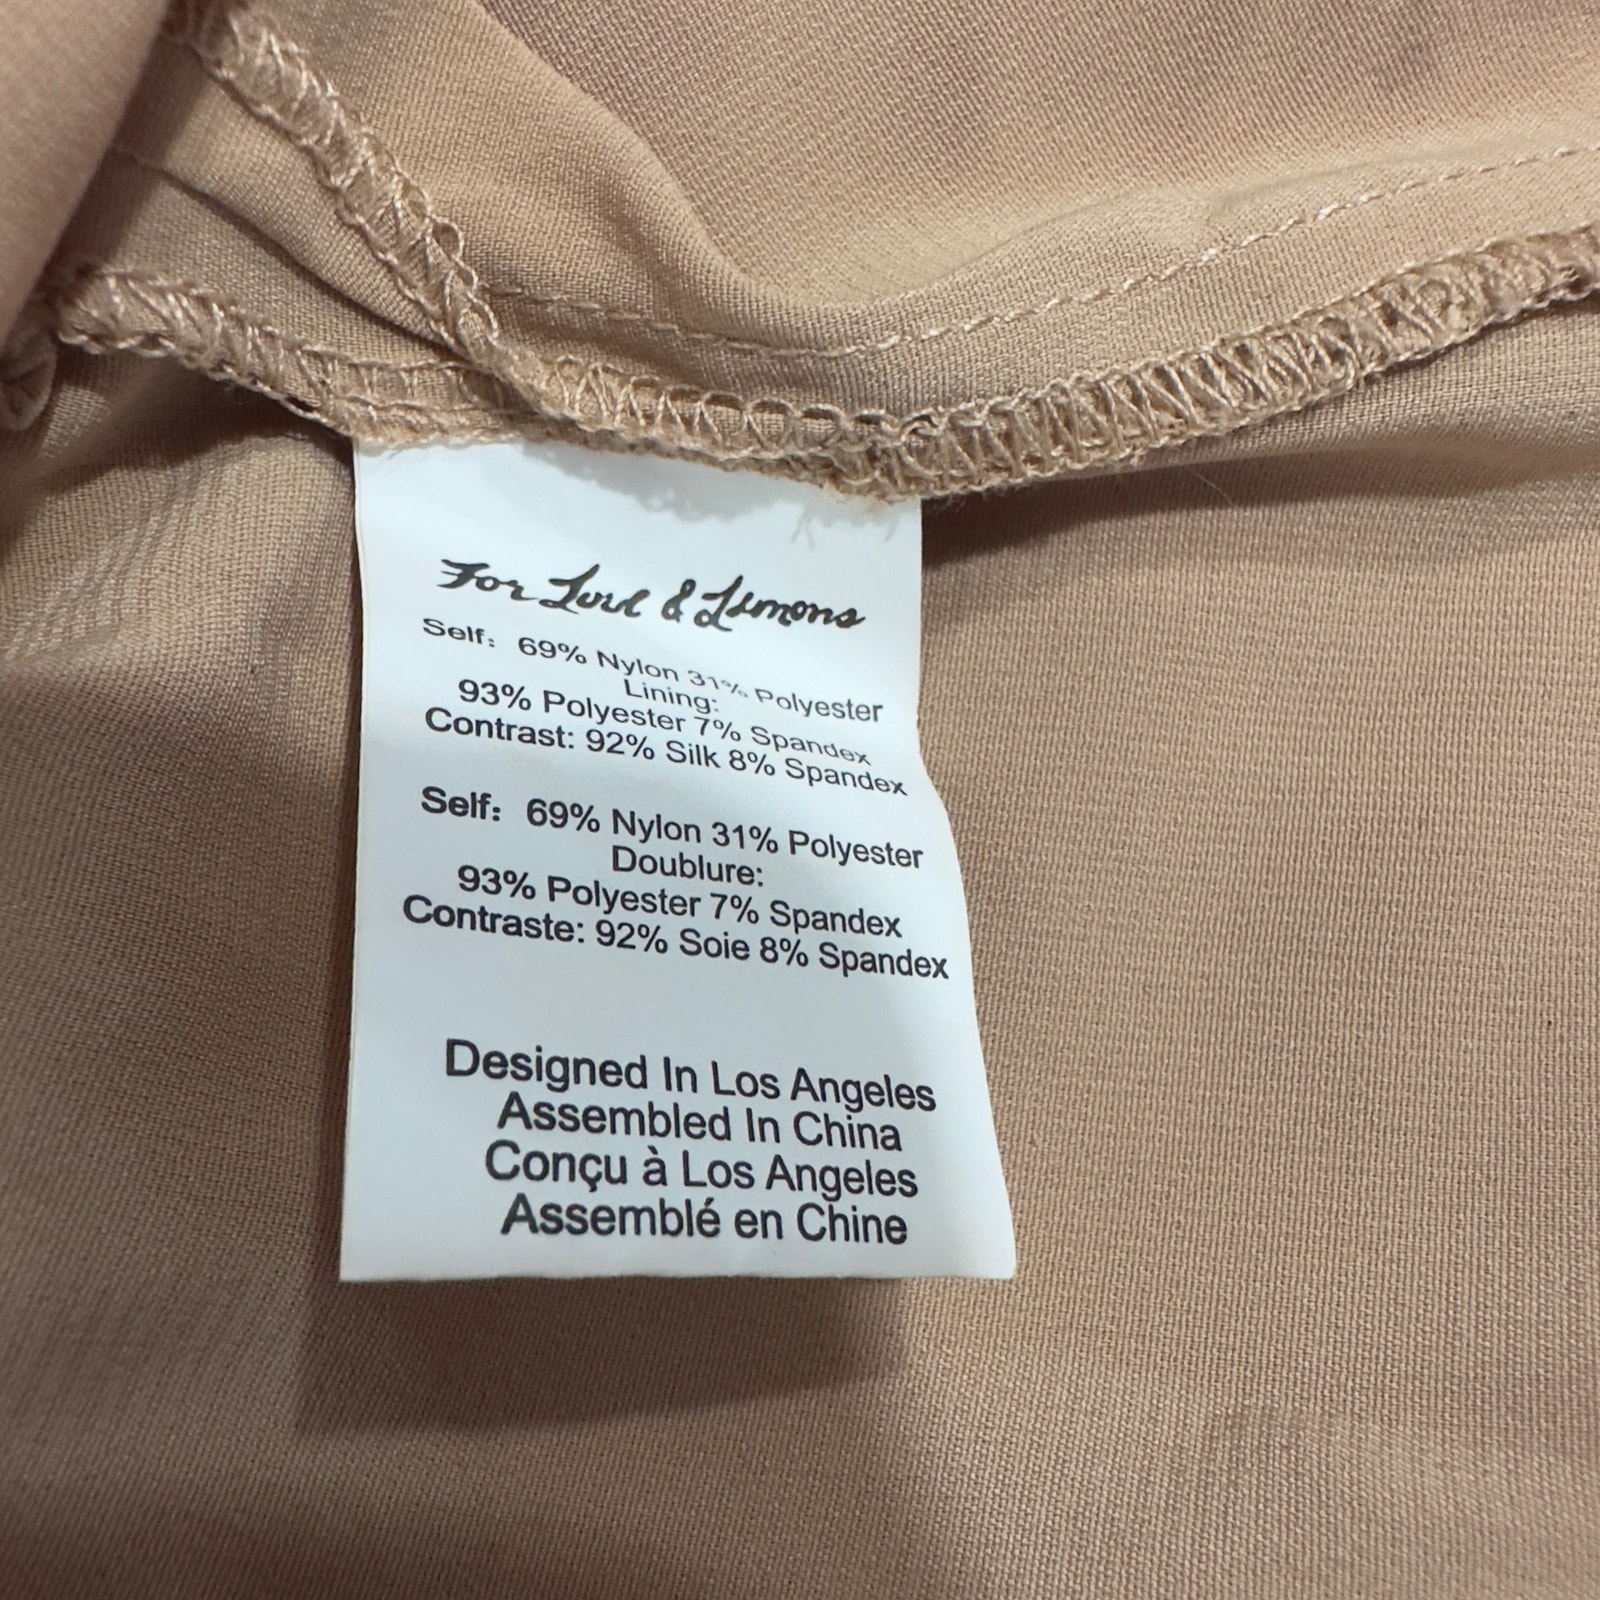 For Love & Lemons
Self: 69% Nylon 31% Polyester
Lining:
93% Polyester 7% Spandex
Contrast: 92% Silk 8% Spandex
Self: 69% Nylon 31% Polyester
Doublure:
93% Polyester 7% Spandex
Contraste: 92% Soie 8% Spandex
Designed In Los Angeles
Assembled In China
Conçu à Los Angeles
Assemblé en Chine